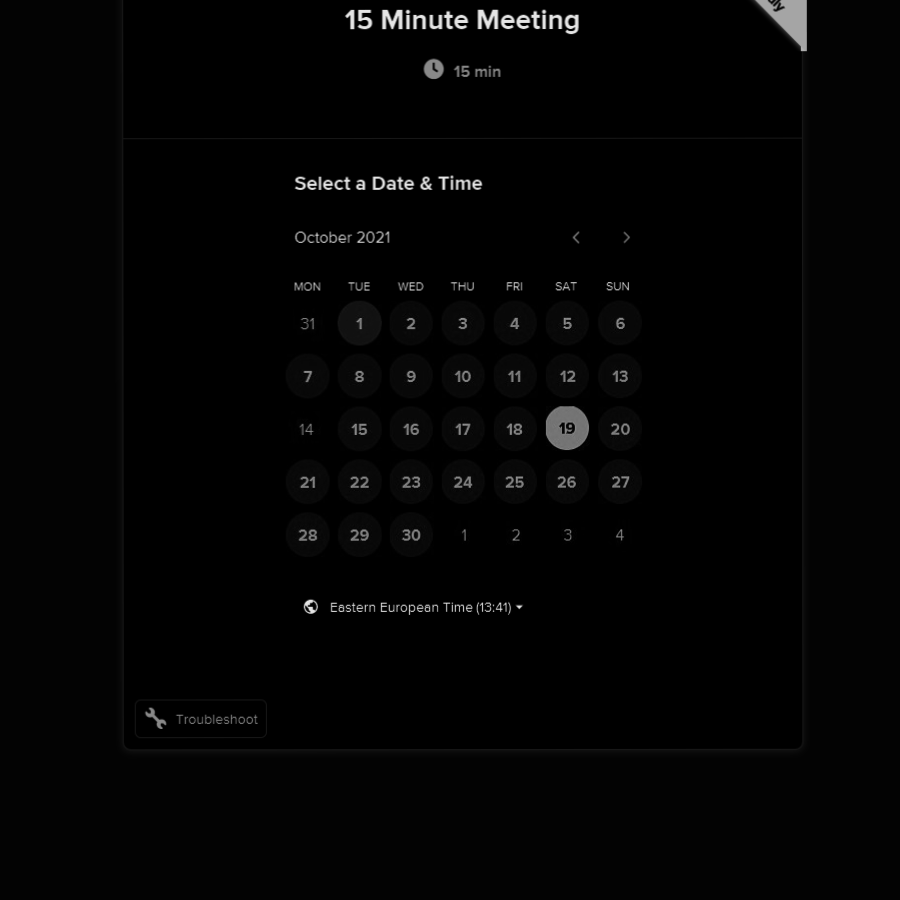 15 Minute Meeting
15 min
Select a Date & Time
October 2021
MON TUE WED THU FRI SAT SUN
31 1 2 3 4 5 6
7 8 9 10 11 12 13
14 15 16 17 18 19 20
21 22 23 24 25 26 27
28 29 30 1 2 3 4
Eastern European Time (13:41)
Troubleshoot